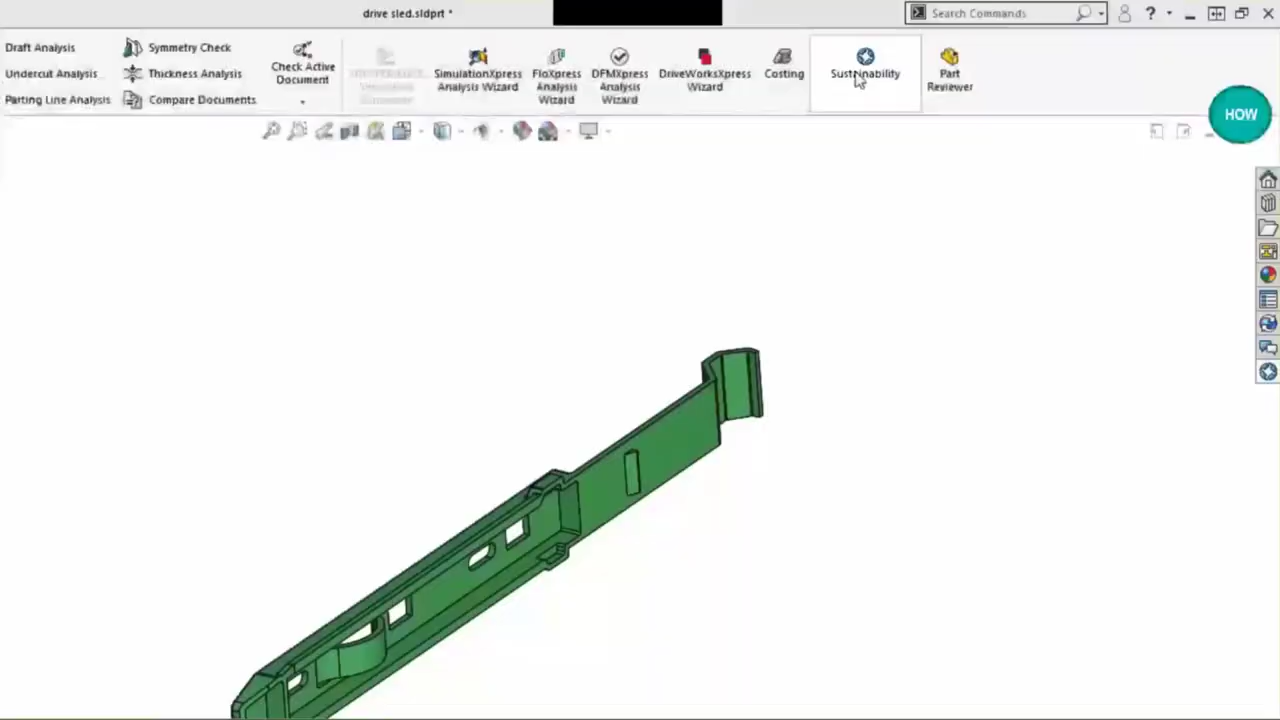 drive sled.sldprt *
Search Commands
?
Draft Analysis
Undercut Analysis
Parting Line Analysis
Symmetry Check
Thickness Analysis
Compare Documents
Check Active
Document
SimulationXpress
Analysis Wizard
FloXpress
Analysis
Wizard
DFMXpress
Analysis
Wizard
DriveWorksXpress
Wizard
Costing
Sustainability
Part
Reviewer
HOW